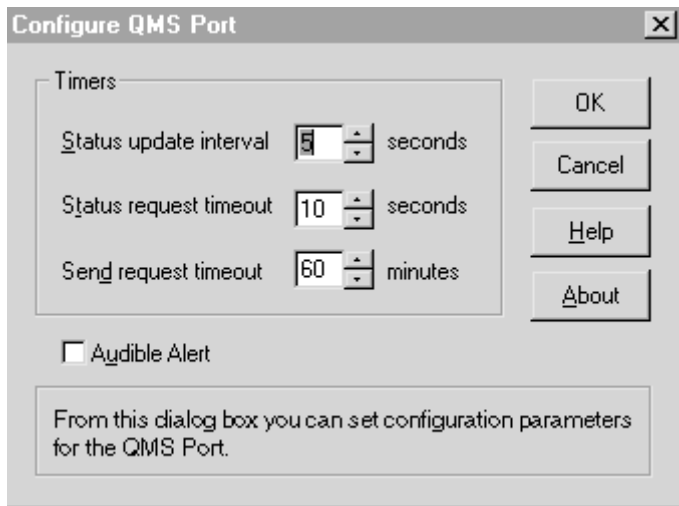 Configure QMS Port
Timers
Status update interval 5 seconds
Status request timeout 10 seconds
Send request timeout 60 minutes
OK
Cancel
Help
About
Audible Alert
From this dialog box you can set configuration parameters
for the QMS Port.